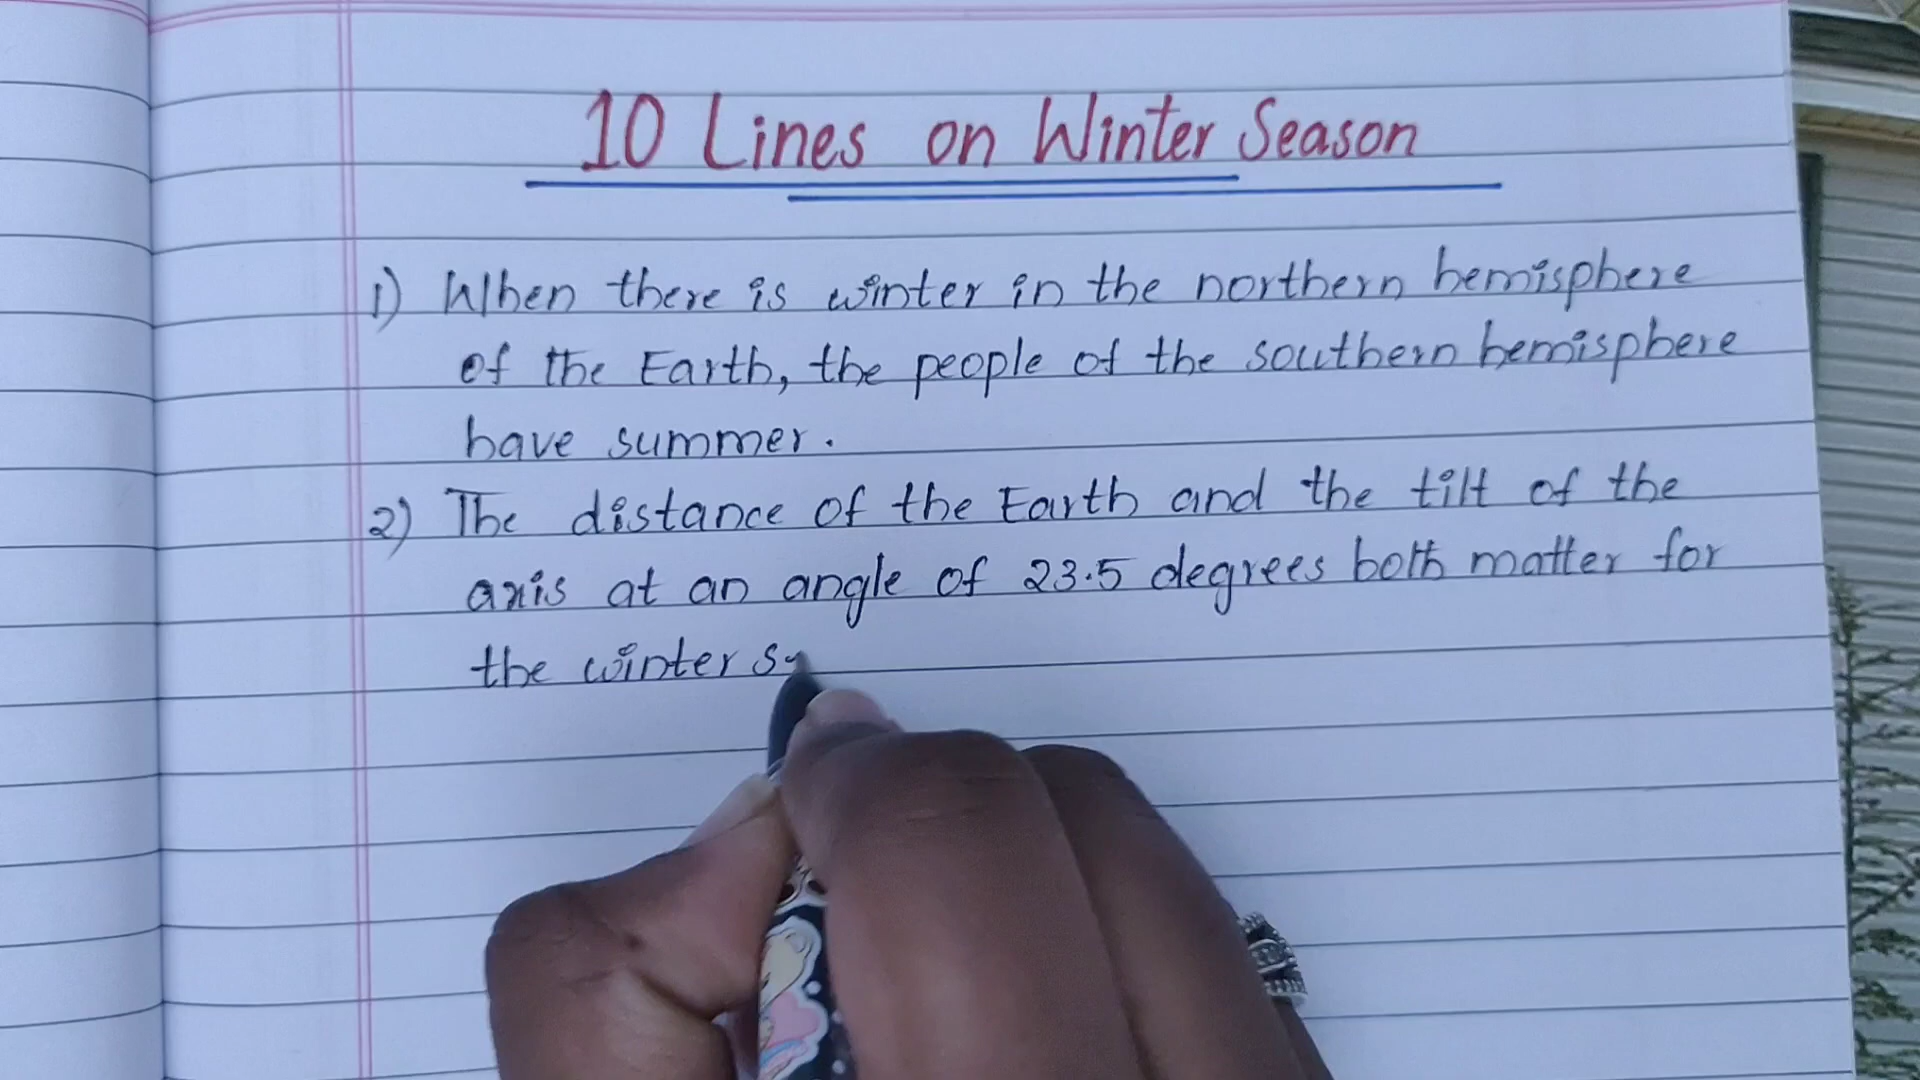 10 Lines on Winter Season
1) When there is winter in the northern hemisphere
of the Earth, the people of the southern hemisphere
have summer.
2) The distance of the Earth and the tilt of the
axis at an angle of 23.5 degrees both matter for
the winter